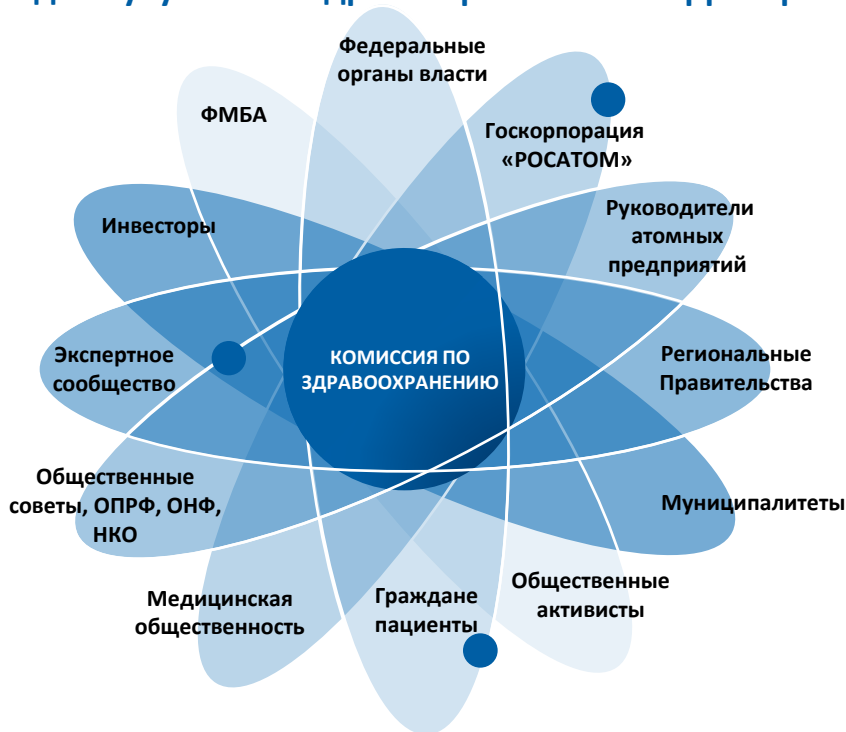 Федеральные
органы власти
ФМБА
Госкорпорация
«РОСАТОМ»
Инвесторы
Руководители
атомных
предприятий
КОМИССИЯ ПО
ЗДРАВООХРАНЕНИЮ
Экспертное
сообщество
Региональные
Правительства
Общественные
советы, ОПРФ, ОНФ,
НКО
Муниципалитеты
Медицинская
общественность
Граждане
пациенты
Общественные
активисты